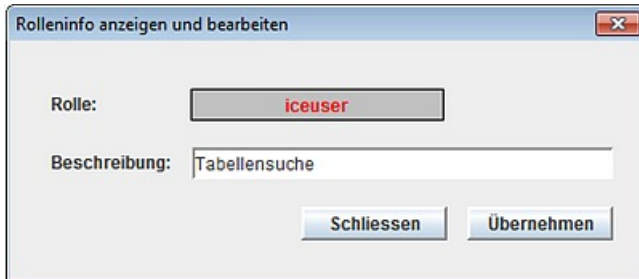 Rolleninfo anzeigen und bearbeiten
Rolle: iceuser
Beschreibung: Tabellensuche
Schliessen Übernehmen